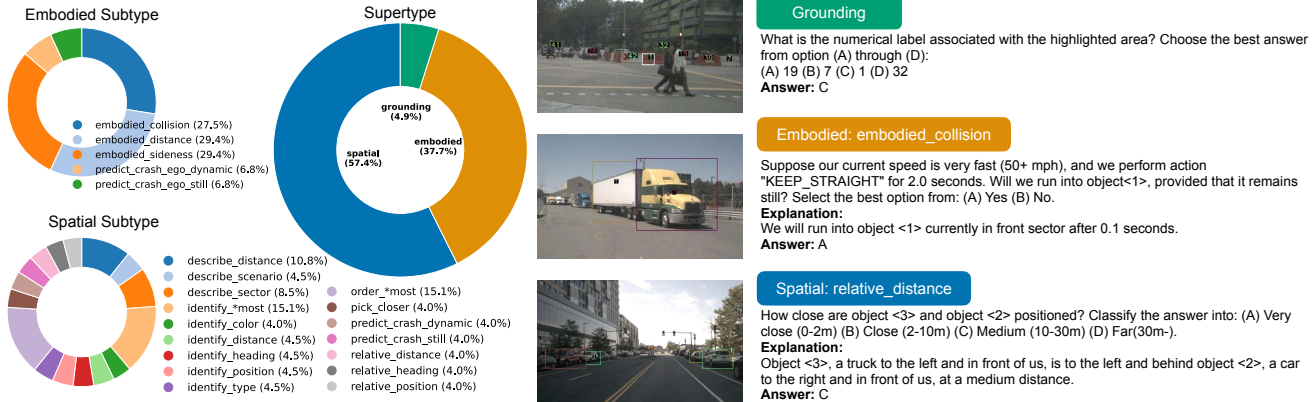 Embodied Subtype
embodied_collision (27.5%)
embodied_distance (29.4%)
embodied_sideness (29.4%)
predict_crash_ego_dynamic (6.8%)
predict_crash_ego_still (6.8%)
Supertype
grounding
(4.9%)
embodied
(37.7%)
spatial
(57.4%)
Spatial Subtype
describe_distance (10.8%)
describe_scenario (4.5%)
describe_sector (8.5%)
identify_*most (15.1%)
identify_color (4.0%)
identify_distance (4.5%)
identify_heading (4.5%)
identify_position (4.5%)
identify_type (4.5%)
order_*most (15.1%)
pick_closer (4.0%)
predict_crash_dynamic (4.0%)
predict_crash_still (4.0%)
relative_distance (4.0%)
relative_heading (4.0%)
relative_position (4.0%)
41
32
42
7
Grounding
What is the numerical label associated with the highlighted area? Choose the best answer
from option (A) through (D):
(A) 19 (B) 7 (C) 1 (D) 32
Answer: C
Embodied: embodied_collision
Suppose our current speed is very fast (50+ mph), and we perform action
"KEEP_STRAIGHT" for 2.0 seconds. Will we run into object<1>, provided that it remains
still? Select the best option from: (A) Yes (B) No.
Explanation:
We will run into object <1> currently in front sector after 0.1 seconds.
Answer: A
Spatial: relative_distance
How close are object <3> and object <2> positioned? Classify the answer into: (A) Very
close (0-2m) (B) Close (2-10m) (C) Medium (10-30m) (D) Far(30m-).
Explanation:
Object <3>, a truck to the left and in front of us, is to the left and behind object <2>, a car
to the right and in front of us, at a medium distance.
Answer: C